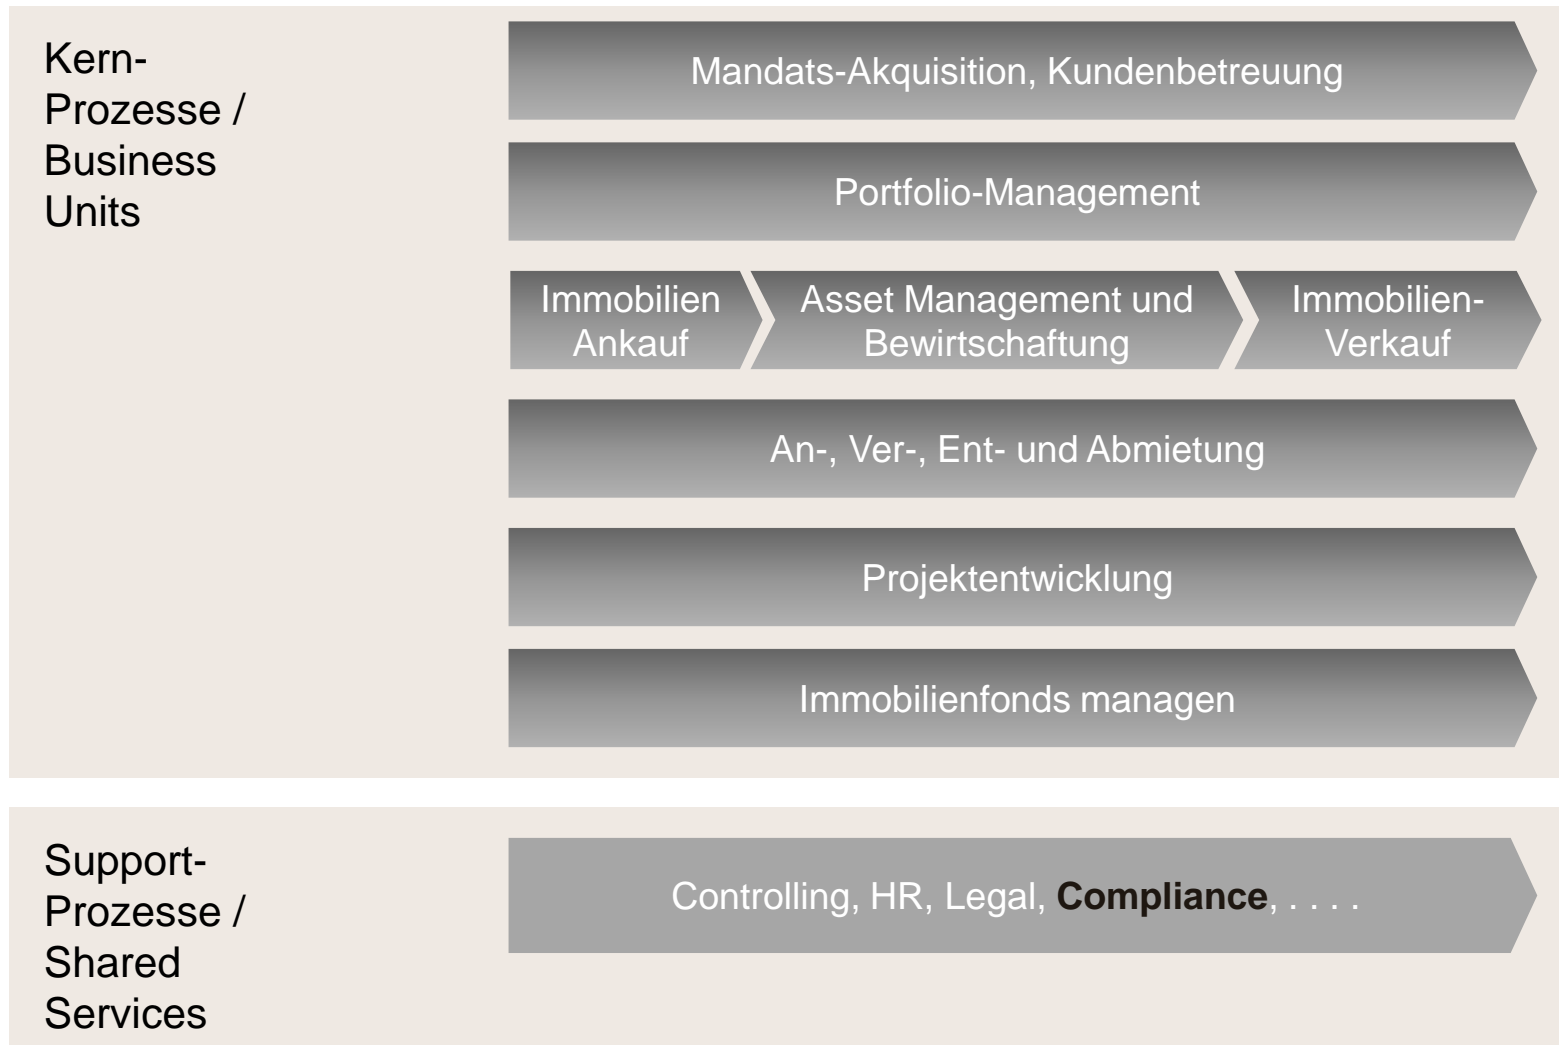 Kern-
Prozesse /
Business
Units
Mandats-Akquisition, Kundenbetreuung
Portfolio-Management
Immobilien
Ankauf
Asset Management und
Bewirtschaftung
Immobilien-
Verkauf
An-, Ver-, Ent- und Abmietung
Projektentwicklung
Immobilienfonds managen
Support-
Prozesse /
Shared
Services
Controlling, HR, Legal, Compliance, . . . .